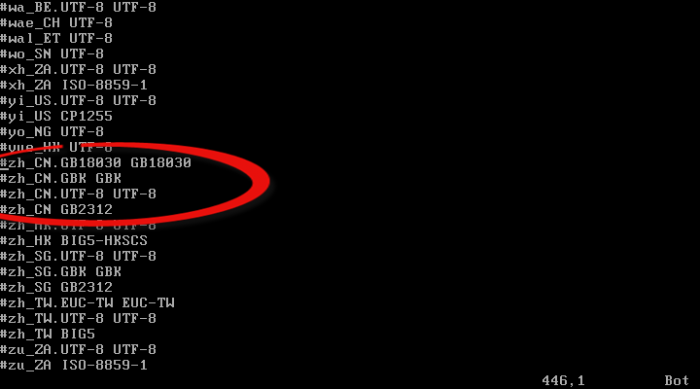 #wa_BE.UTF-8 UTF-8
#wae_CH UTF-8
#wal_ET UTF-8
#wo_SN UTF-8
#xh_ZA.UTF-8 UTF-8
#xh_ZA ISO-8859-1
#yi_US.UTF-8 UTF-8
#yi_US CP1255
#yo_NG UTF-8
#yue_HK UTF-8
#zh_CN.GB18030 GB18030
#zh_CN.GBK GBK
#zh_CN.UTF-8 UTF-8
#zh_CN GB2312
#zh_HK.UTF-8 UTF-8
#zh_HK BIG5-HKSCS
#zh_SG.UTF-8 UTF-8
#zh_SG.GBK GBK
#zh_SG GB2312
#zh_TW.EUC-TW EUC-TW
#zh_TW.UTF-8 UTF-8
#zh_TW BIG5
#zu_ZA.UTF-8 UTF-8
#zu_ZA ISO-8859-1
446,1 Bot